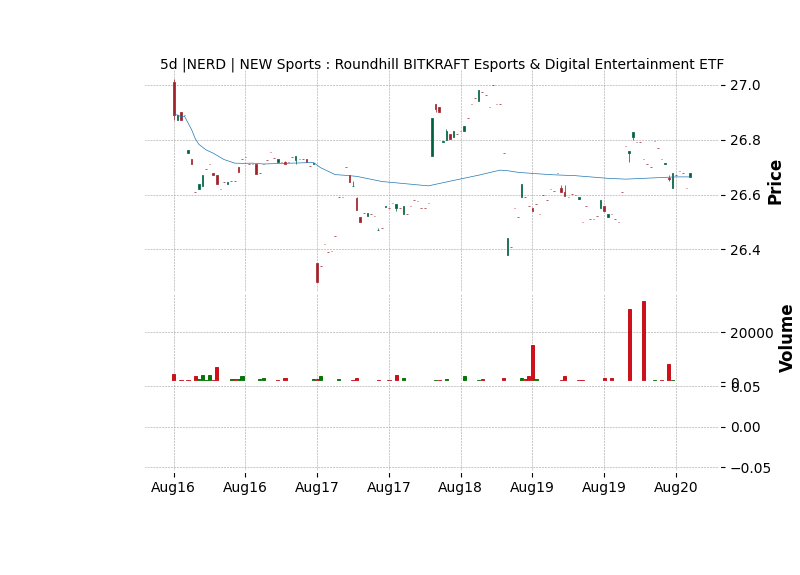 5d |NERD | NEW Sports : Roundhill BITKRAFT Esports & Digital Entertainment ETF
27.0
26.8
26.6
26.4
Price
20000
0
Volume
0.05
0.00
−0.05
Aug16 Aug16 Aug17 Aug17 Aug18 Aug19 Aug19 Aug20